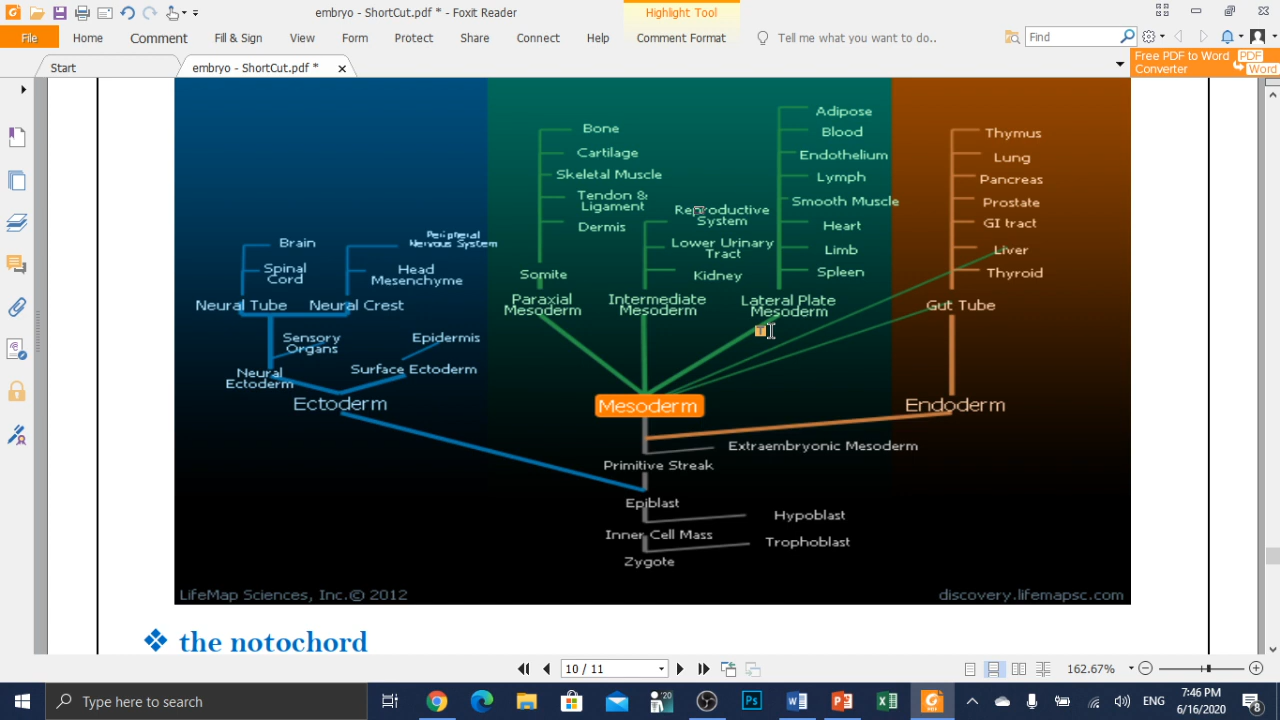 embryo - ShortCut.pdf * - Foxit Reader
Highlight Tool
File
Home
Comment
Fill & Sign
View
Form
Protect
Share
Connect
Help
Comment Format
Tell me what you want to do..
Find
Start
embryo - ShortCut.pdf *
Free PDF to Word
Converter
PDF
Word
Adipose
Blood
Endothelium
Lymph
Smooth Muscle
Heart
Limb
Spleen
Bone
Cartilage
Skeletal Muscle
Tendon &
Ligament
Dermis
Reproductive
System
Lower Urinary
Tract
Kidney
Thymus
Lung
Pancreas
Prostate
GI tract
Liver
Thyroid
Brain
Spinal
Cord
Peripheral
Nervous System
Head
Mesenchyme
Somite
Neural Tube
Neural Crest
Paraxial
Mesoderm
Intermediate
Mesoderm
Lateral Plate
Mesoderm
Gut Tube
Sensory
Organs
Epidermis
Neural
Ectoderm
Surface Ectoderm
Ectoderm
Mesoderm
Endoderm
Extraembryonic Mesoderm
Primitive Streak
Epiblast
Hypoblast
Inner Cell Mass
Trophoblast
Zygote
LifeMap Sciences, Inc.© 2012
discovery.lifemapsc.com
❖ the notochord
10 / 11
162.67%
Type here to search
ENG
7:46 PM
6/16/2020
8